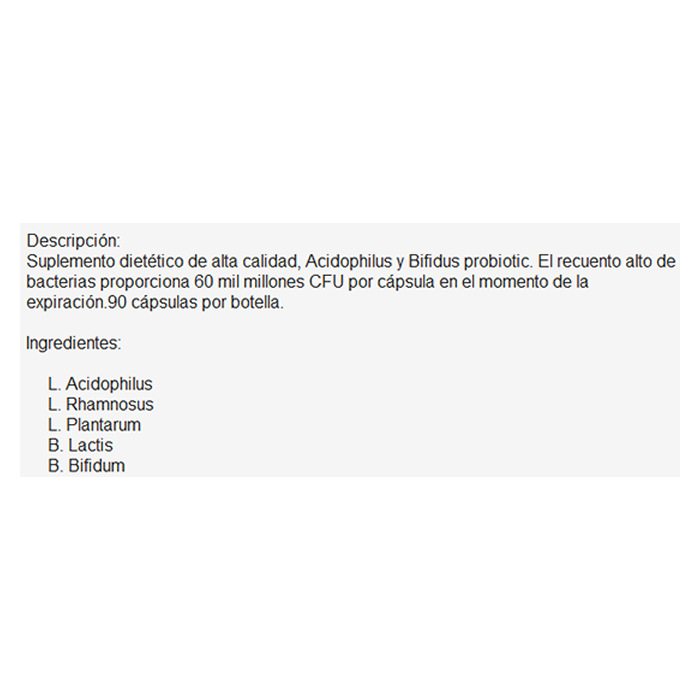 Descripción:
Suplemento dietético de alta calidad, Acidophilus y Bifidus probiotic. El recuento alto de
bacterias proporciona 60 mil millones CFU por cápsula en el momento de la
expiración.90 cápsulas por botella.
Ingredientes:
L. Acidophilus
L. Rhamnosus
L. Plantarum
B. Lactis
B. Bifidum